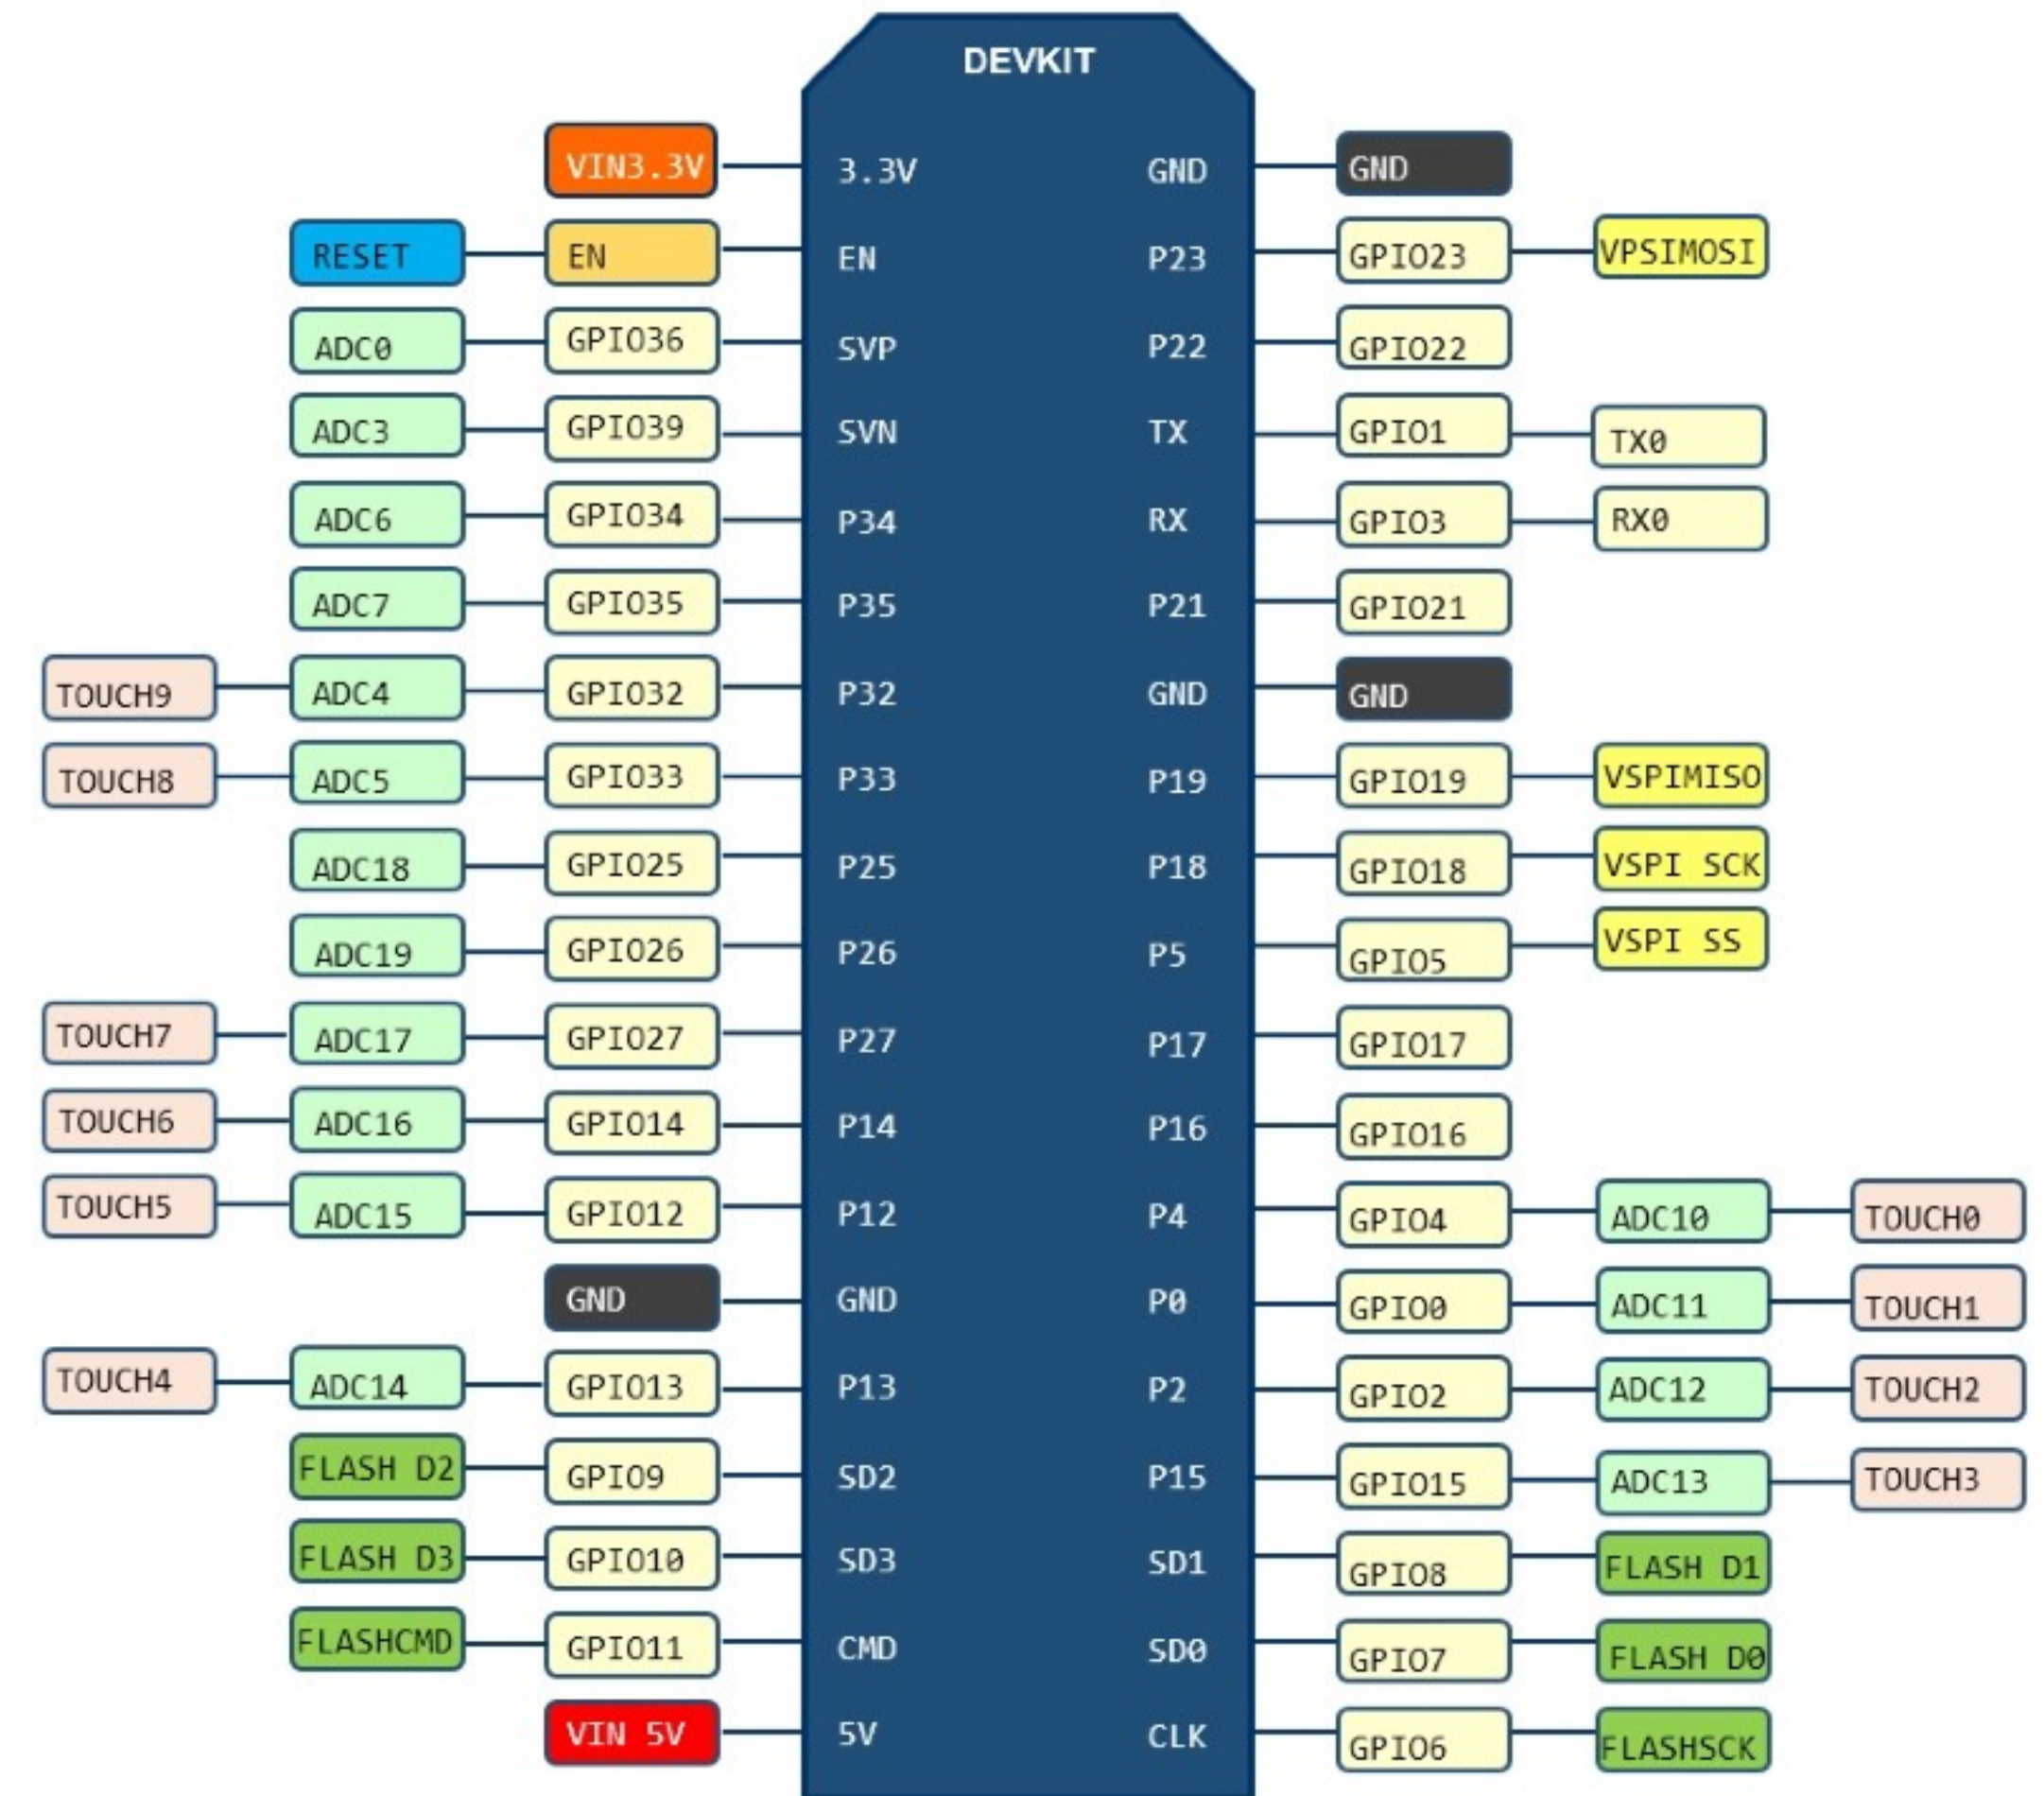 DEVKIT
VIN3.3V 3.3V GND GND
RESET EN EN P23 GPIO23 VPSIMOSI
ADC0 GPIO36 SVP P22 GPIO22
ADC3 GPIO39 SVN TX GPIO1 TX0
ADC6 GPIO34 P34 RX GPIO3 RX0
ADC7 GPIO35 P35 P21 GPIO21
TOUCH9 ADC4 GPIO32 P32 GND GND
TOUCH8 ADC5 GPIO33 P33 P19 GPIO19 VSPIMISO
ADC18 GPIO25 P25 P18 GPIO18 VSPI SCK
ADC19 GPIO26 P26 P5 GPIO5 VSPI SS
TOUCH7 ADC17 GPIO27 P27 P17 GPIO17
TOUCH6 ADC16 GPIO14 P14 P16 GPIO16
TOUCH5 ADC15 GPIO12 P12 P4 GPIO4 ADC10 TOUCH0
GND GND P0 GPIO0 ADC11 TOUCH1
TOUCH4 ADC14 GPIO13 P13 P2 GPIO2 ADC12 TOUCH2
FLASH D2 GPIO9 SD2 P15 GPIO15 ADC13 TOUCH3
FLASH D3 GPIO10 SD3 SD1 GPIO8 FLASH D1
FLASHCMD GPIO11 CMD SD0 GPIO7 FLASH D0
VIN 5V 5V CLK GPIO6 FLASHSCK